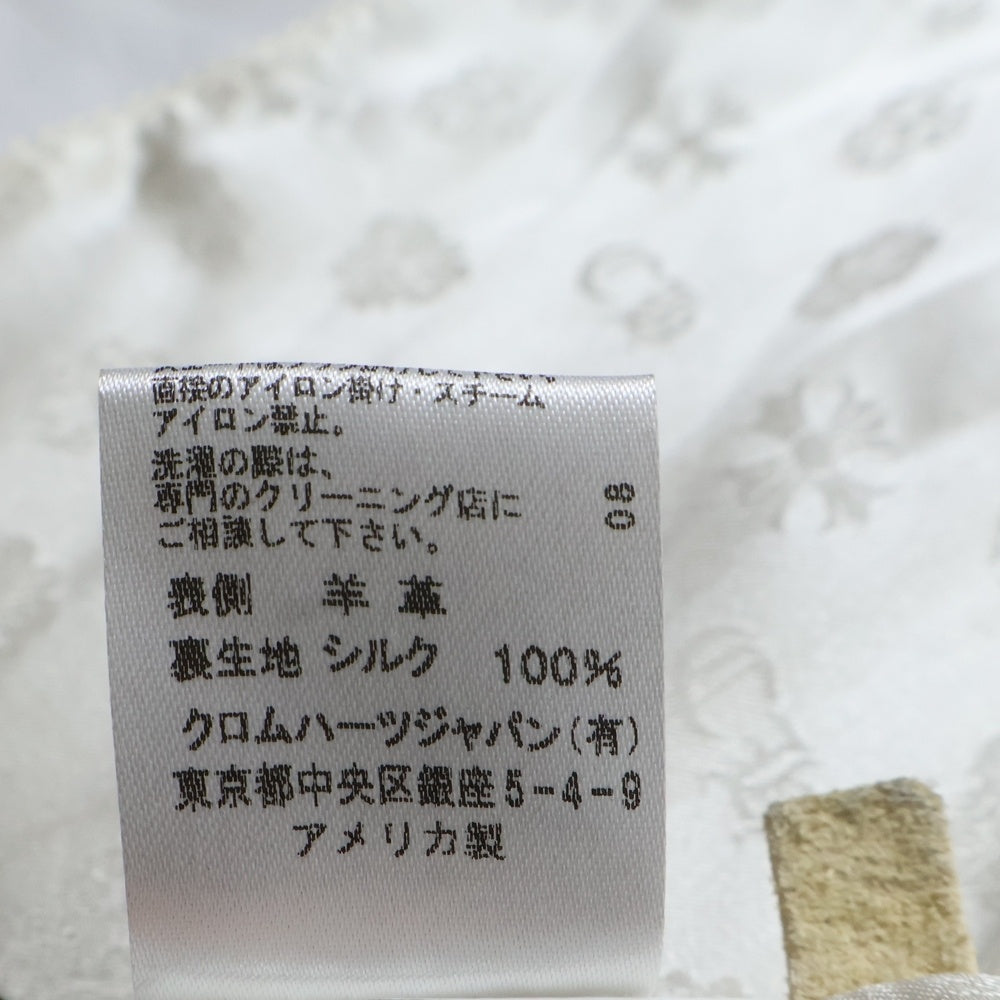 直接のアイロン掛け・スチーム
アイロン禁止。
洗濯の際は、
専門のクリーニング店に
ご相談して下さい。
08
表側 羊革
裏生地 シルク 100%
クロムハーツジャパン(有)
東京都中央区銀座5-4-9
アメリカ製